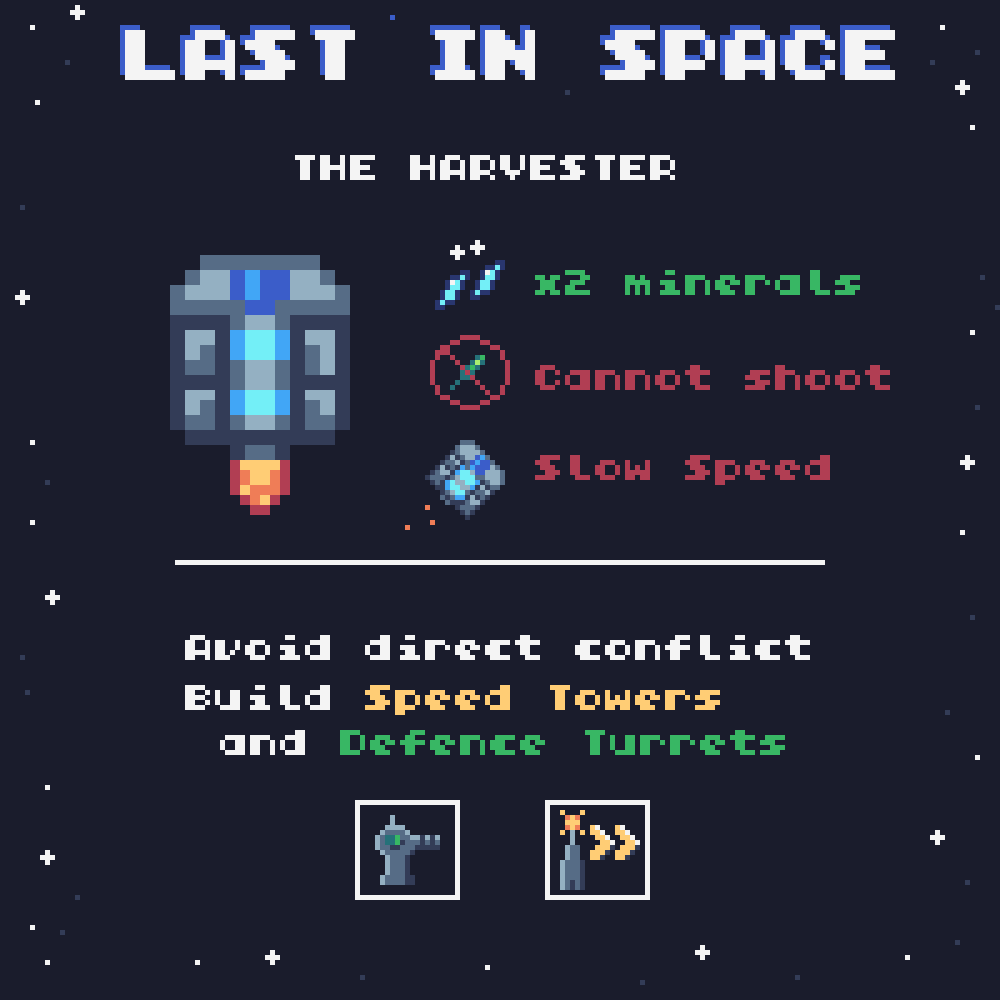 LAST IN SPACE
THE HARVESTER
x2 minerals
Cannot shoot
Slow Speed
Avoid direct conflict
Build Speed Towers
and Defence Turrets